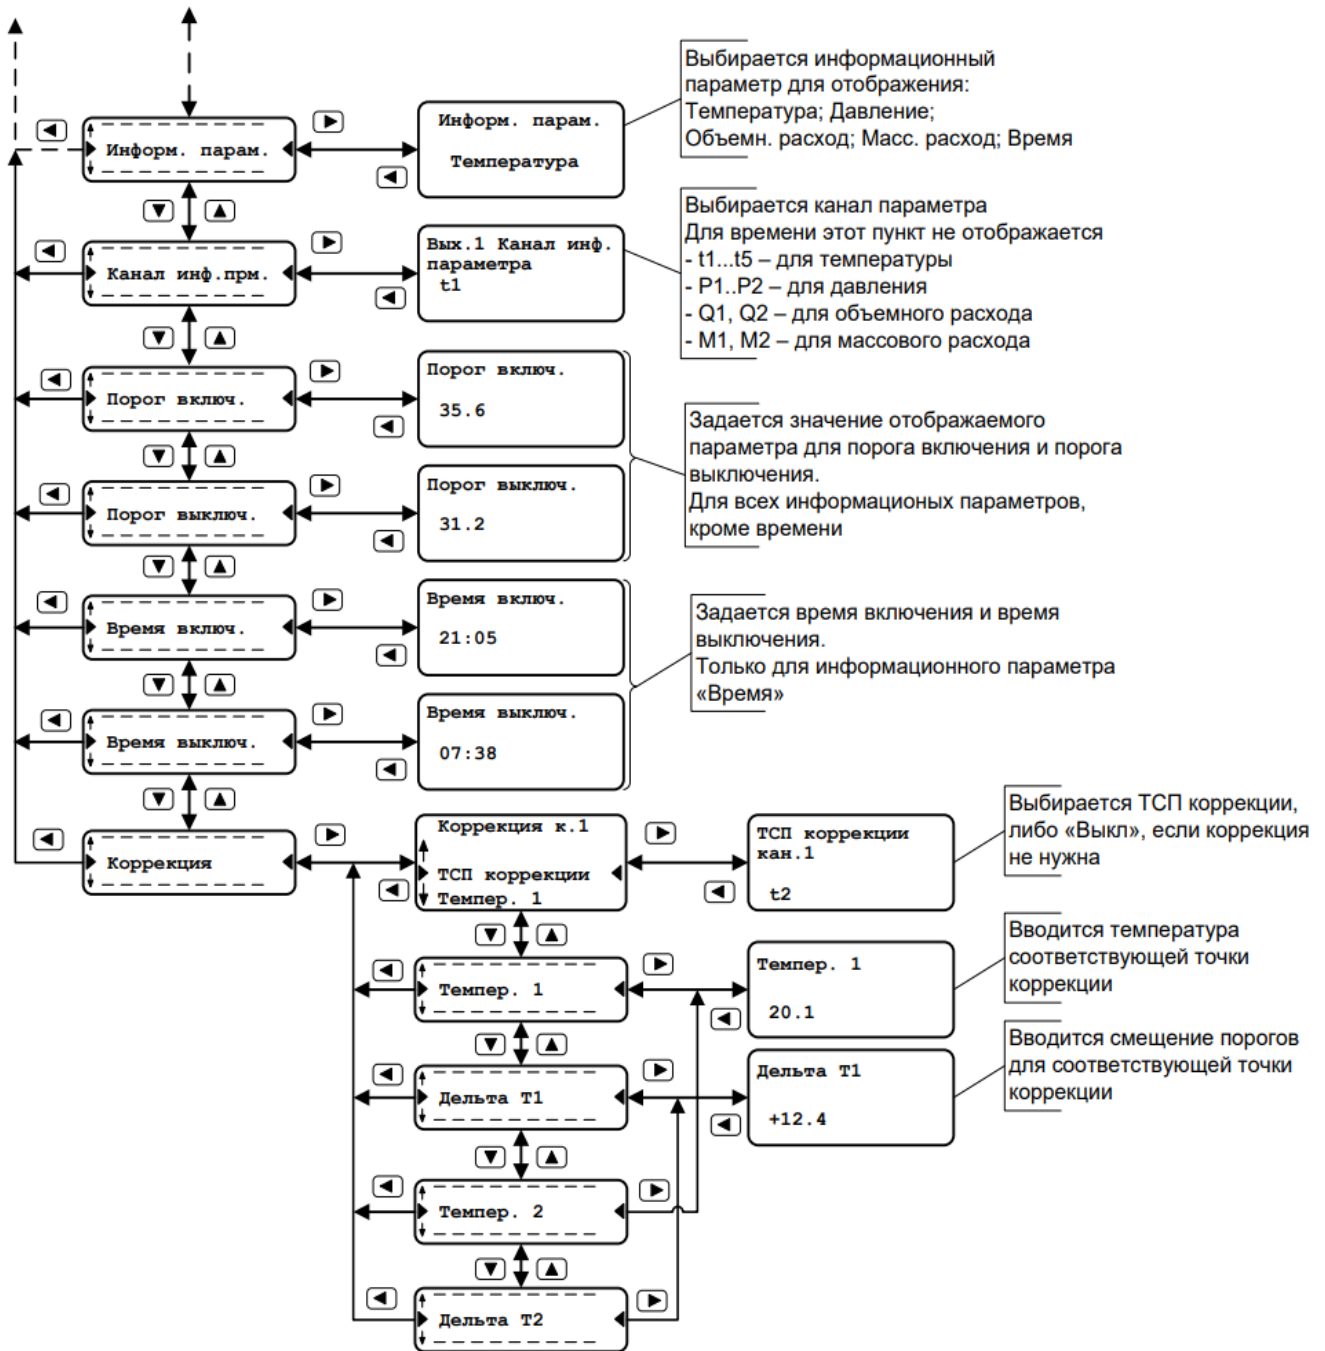 Информ. парам.
Информ. парам.
Температура
Выбирается информационный
параметр для отображения:
Температура; Давление;
Объемн. расход; Масс. расход; Время
Канал инф.прм.
Вых.1 Канал инф.
параметра
t1
Выбирается канал параметра
Для времени этот пункт не отображается
- t1...t5 – для температуры
- P1..P2 – для давления
- Q1, Q2 – для объемного расхода
- M1, M2 – для массового расхода
Порог включ.
Порог включ.
35.6
Порог выключ.
Порог выключ.
31.2
Задается значение отображаемого
параметра для порога включения и порога
выключения.
Для всех информационых параметров,
кроме времени
Время включ.
Время включ.
21:05
Время выключ.
Время выключ.
07:38
Задается время включения и время
выключения.
Только для информационного параметра
«Время»
Коррекция
Коррекция к.1
ТСП коррекции
Темпер. 1
ТСП коррекции
кан.1
t2
Выбирается ТСП коррекции,
либо «Выкл», если коррекция
не нужна
Темпер. 1
Темпер. 1
20.1
Вводится температура
соответствующей точки
коррекции
Дельта Т1
Дельта Т1
+12.4
Вводится смещение порогов
для соответствующей точки
коррекции
Темпер. 2
Дельта Т2